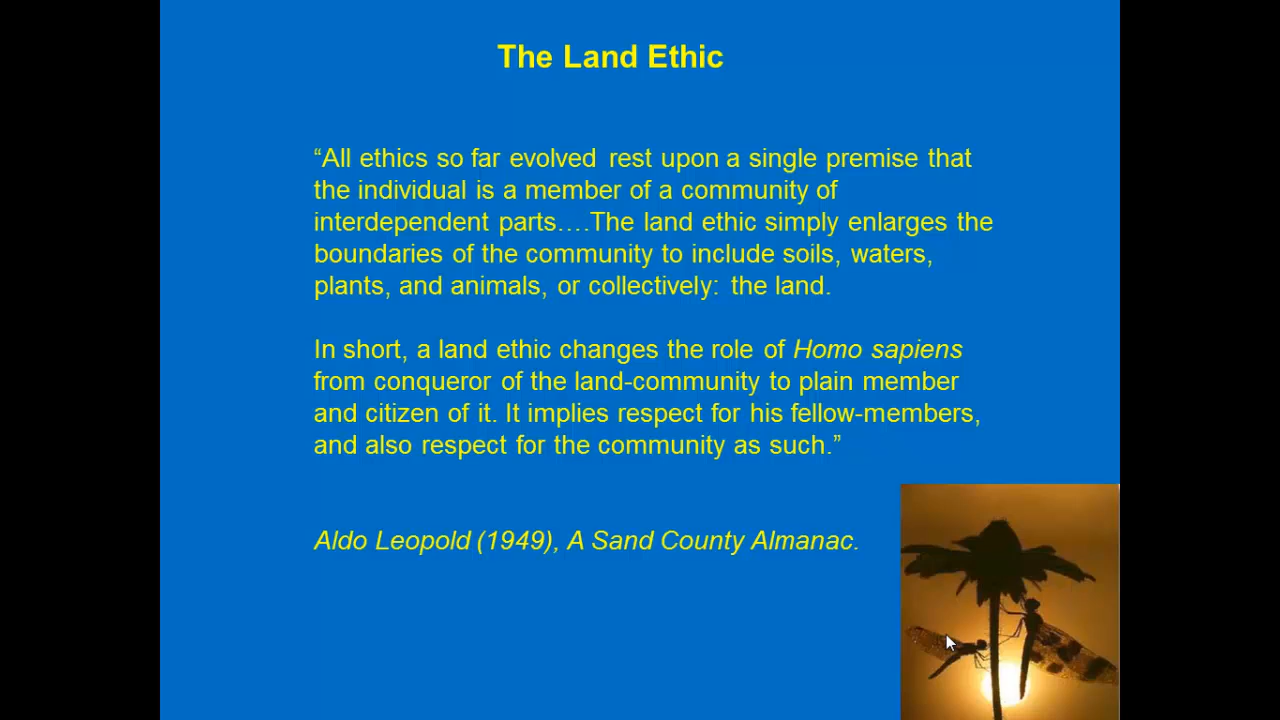 The Land Ethic
“All ethics so far evolved rest upon a single premise that
the individual is a member of a community of
interdependent parts….The land ethic simply enlarges the
boundaries of the community to include soils, waters,
plants, and animals, or collectively: the land.
In short, a land ethic changes the role of Homo sapiens
from conqueror of the land-community to plain member
and citizen of it. It implies respect for his fellow-members,
and also respect for the community as such.”
Aldo Leopold (1949), A Sand County Almanac.